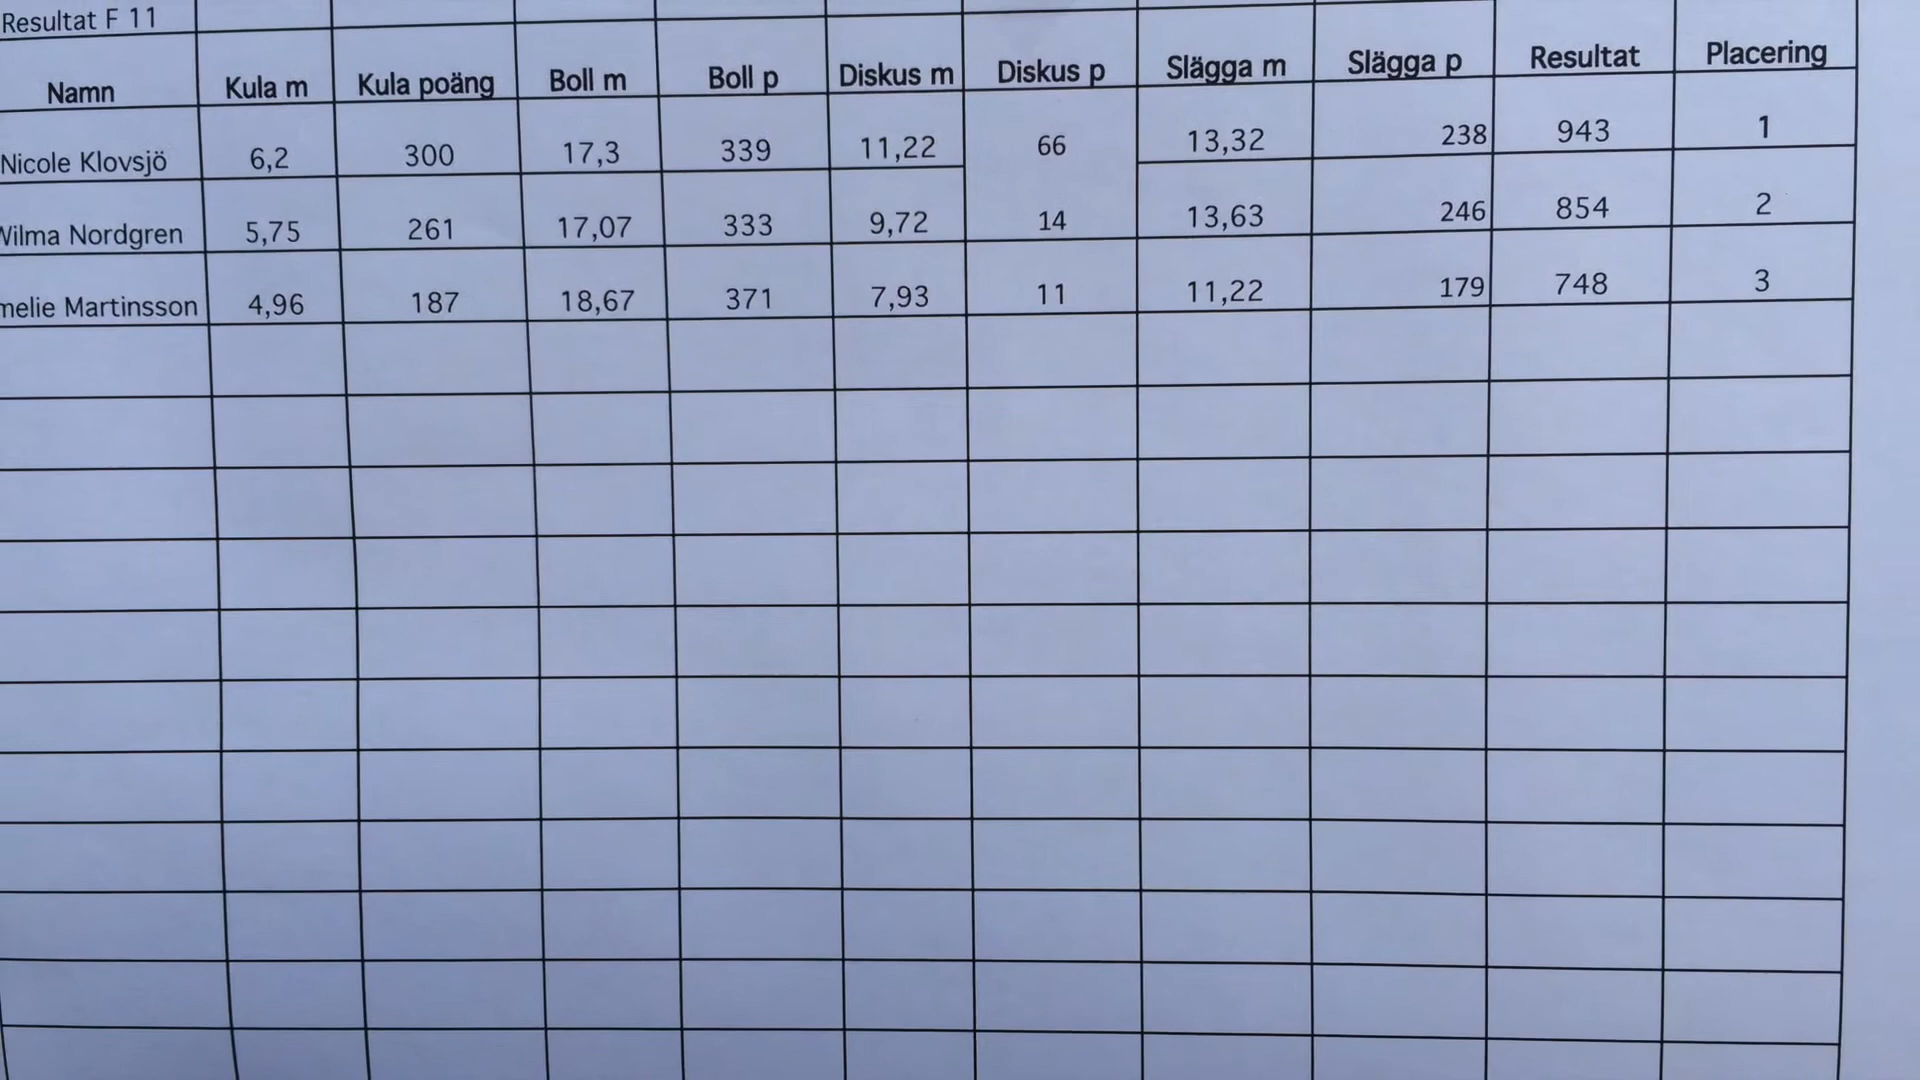 Resultat F 11
Namn Kula m Kula poäng Boll m Boll p Diskus m Diskus p Slägga m Slägga p Resultat Placering
Nicole Klovsjö 6,2 300 17,3 339 11,22 66 13,32 238 943 1
Wilma Nordgren 5,75 261 17,07 333 9,72 14 13,63 246 854 2
melie Martinsson 4,96 187 18,67 371 7,93 11 11,22 179 748 3